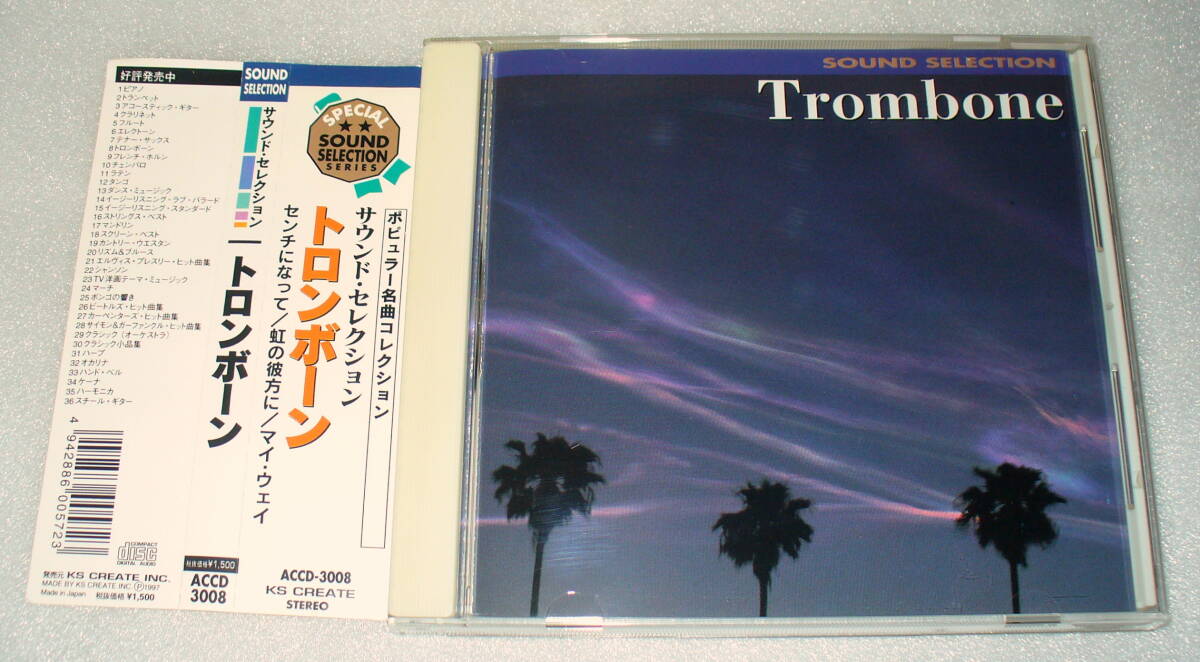 好評発売中
1 ピアノ
2 トランペット
3 アコースティック・ギター
4 クラリネット
5 フルート
6 エレクトーン
7 テナー・サックス
8 トロンボーン
9 フレンチ・ホルン
10 チェンバロ
11 ラテン
12 タンゴ
13 ダンス・ミュージック
14 イージーリスニング・ラブ・バラード
15 イージーリスニング・スタンダード
16 ストリングス・ベスト
17 マンドリン
18 スクリーン・ベスト
19 カントリー・ウエスタン
20 リズム&ブルース
21 エルヴィス・プレスリー・ヒット曲集
22 シャンソン
23 TV洋画テーマ・ミュージック
24 マーチ
25 ボンゴの響き
26 ビートルズ・ヒット曲集
27 カーペンターズ・ヒット曲集
28 サイモン&ガーファンクル・ヒット曲集
29 クラシック(オーケストラ)
30 クラシック小品集
31 ハープ
32 オカリナ
33 ハンド・ベル
34 ケーナ
35 ハーモニカ
36 スチール・ギター
4 942886 005723
COMPACT
disc
DIGITAL AUDIO
発売元 KS CREATE INC.
MADE BY KS CREATE INC. Ⓟ1997
Made in Japan 税抜価格 ¥1,500
SOUND
SELECTION
サウンド・セレクション
トロンボーン
税抜価格¥1,500
ACCD
3008
SPECIAL
★★
SOUND
SELECTION
SERIES
ポピュラー名曲コレクション
サウンド・セレクション
トロンボーン
センチになって/虹の彼方に/マイ・ウェイ
ACCD-3008
KS CREATE
STEREO
SOUND SELECTION
Trombone